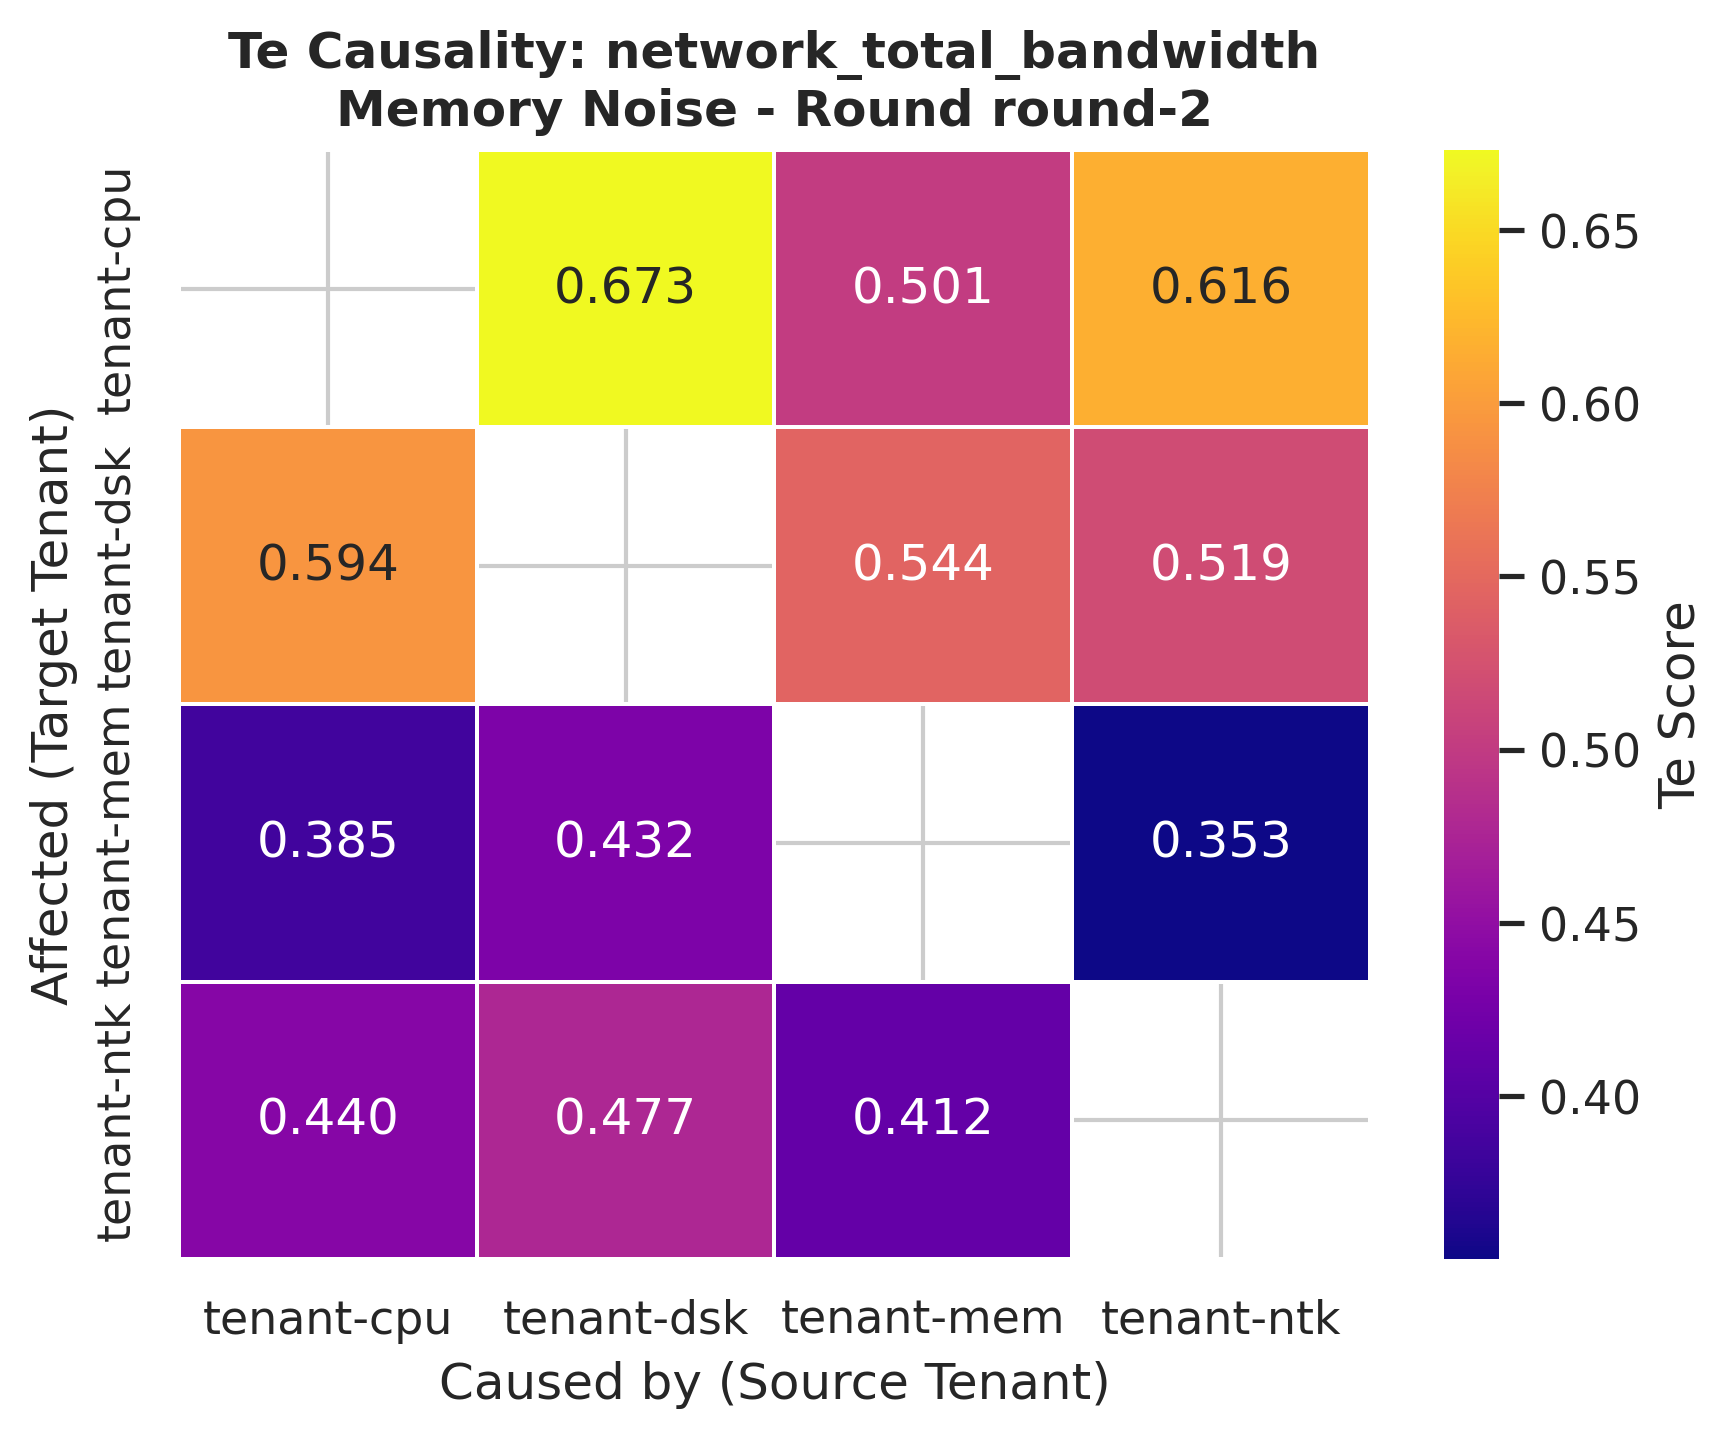 Te Causality: network_total_bandwidth
Memory Noise - Round round-2
Affected (Target Tenant)
tenant-cpu
0.673
0.501
0.616
tenant-dsk
0.594
0.544
0.519
tenant-mem
0.385
0.432
0.353
tenant-ntk
0.440
0.477
0.412
tenant-cpu
tenant-dsk
tenant-mem
tenant-ntk
Caused by (Source Tenant)
0.65
0.60
0.55
0.50
0.45
0.40
Te Score